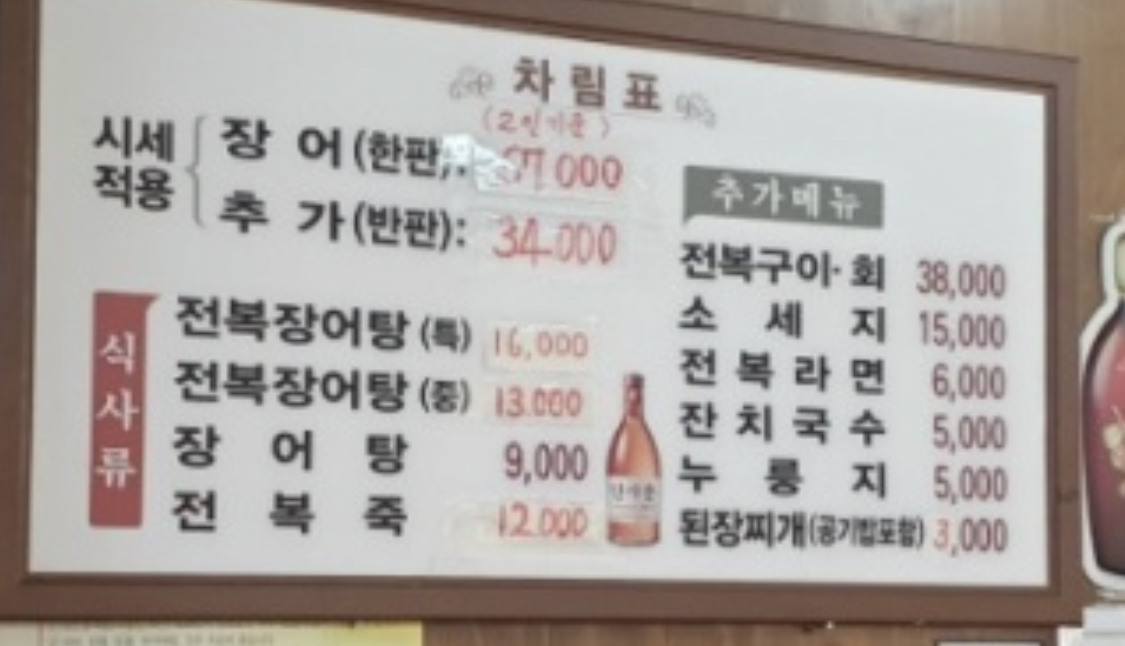 차림표
(2인기준)
시세적용
장어(한판): 67,000
추가(반판): 34.000
식사류
전복장어탕(특) 16,000
전복장어탕(중) 13.000
장어탕 9,000
전복죽 12.000
추가메뉴
전복구이·회 38,000
소세지 15,000
전복라면 6,000
잔치국수 5,000
누룽지 5,000
된장찌개(공기밥포함) 3,000